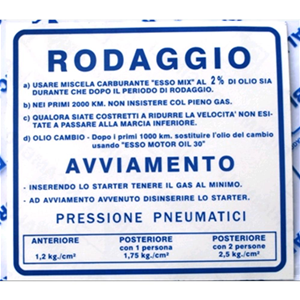 RODAGGIO
a) USARE MISCELA CARBURANTE "ESSO MIX" AL 2% DI OLIO SIA
DURANTE CHE DOPO IL PERIODO DI RODAGGIO.
b) NEI PRIMI 2000 KM. NON INSISTERE COL PIENO GAS.
c) QUALORA SIATE COSTRETTI A RIDURRE LA VELOCITA' NON ESI-
TATE A PASSARE ALLA MARCIA INFERIORE.
d) OLIO CAMBIO - Dopo i primi 1000 km. sostituire l'olio del cambio
usando "ESSO MOTOR OIL 30"
AVVIAMENTO
- INSERENDO LO STARTER TENERE IL GAS AL MINIMO.
- AD AVVIAMENTO AVVENUTO DISINSERIRE LO STARTER.
PRESSIONE PNEUMATICI
ANTERIORE
1,2 kg./cm²
POSTERIORE
con 1 persona
1,75 kg./cm²
POSTERIORE
con 2 persone
2,5 kg./cm²